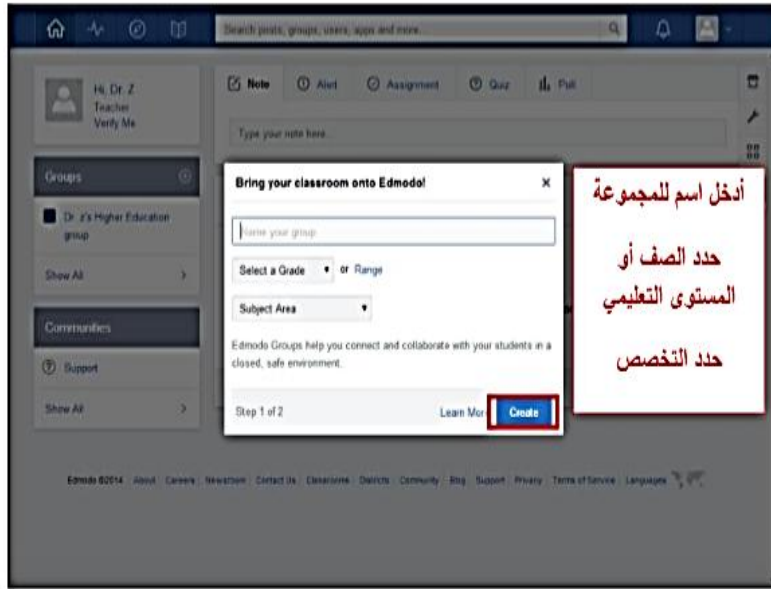 Search posts, groups, users, apps and more...
Hi, Dr. Z
Teacher
Verify Me
Note
Alert
Assignment
Quiz
Poll
Type your note here...
Groups
Dr. z's Higher Education
group
Show All
Communities
Support
Show All
Bring your classroom onto Edmodo!
Name your group
Select a Grade or Range
Subject Area
Edmodo Groups help you connect and collaborate with your students in a
closed, safe environment.
Step 1 of 2
Learn Mor
Create
أدخل اسم للمجموعة
حدد الصف أو
المستوى التعليمي
حدد التخصص
Edmodo ©2014 About Careers Newsroom Contact Us Classrooms Districts Community Blog Support Privacy Terms of Service Languages